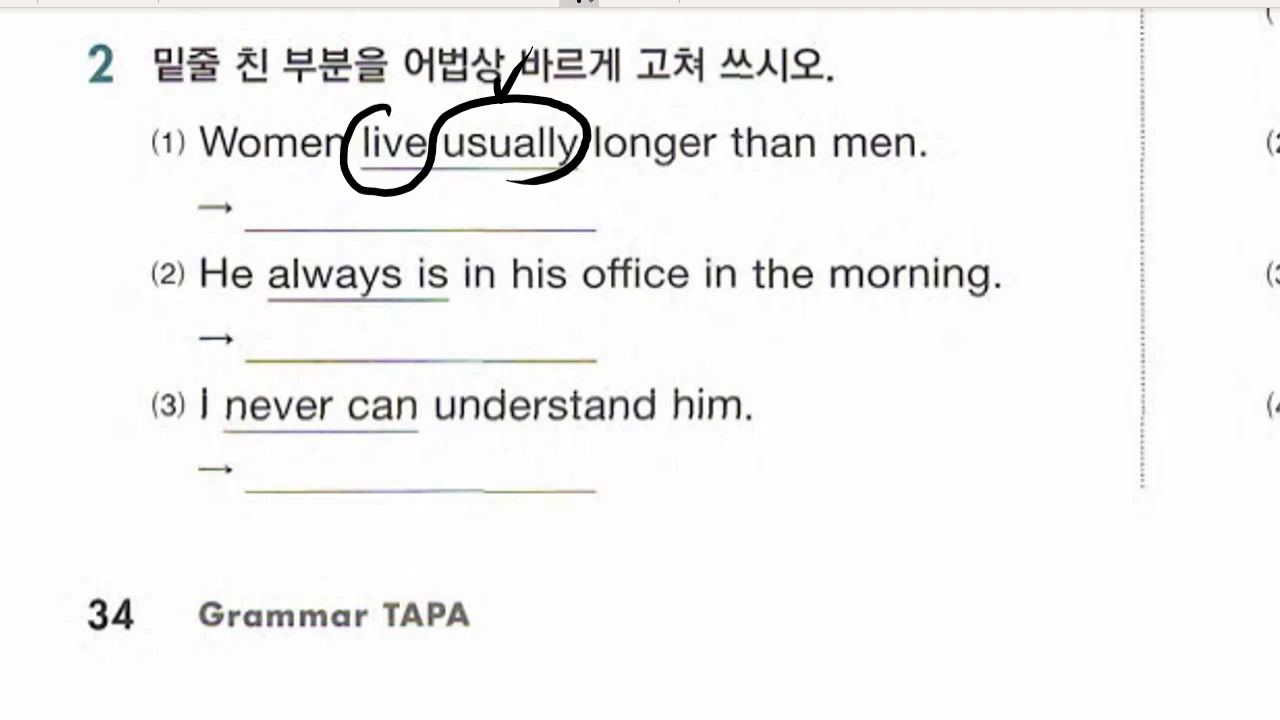 2 밑줄 친 부분을 어법상 바르게 고쳐 쓰시오.
(1) Women live usually longer than men.
→
(2) He always is in his office in the morning.
→
(3) I never can understand him.
→
34 Grammar TAPA